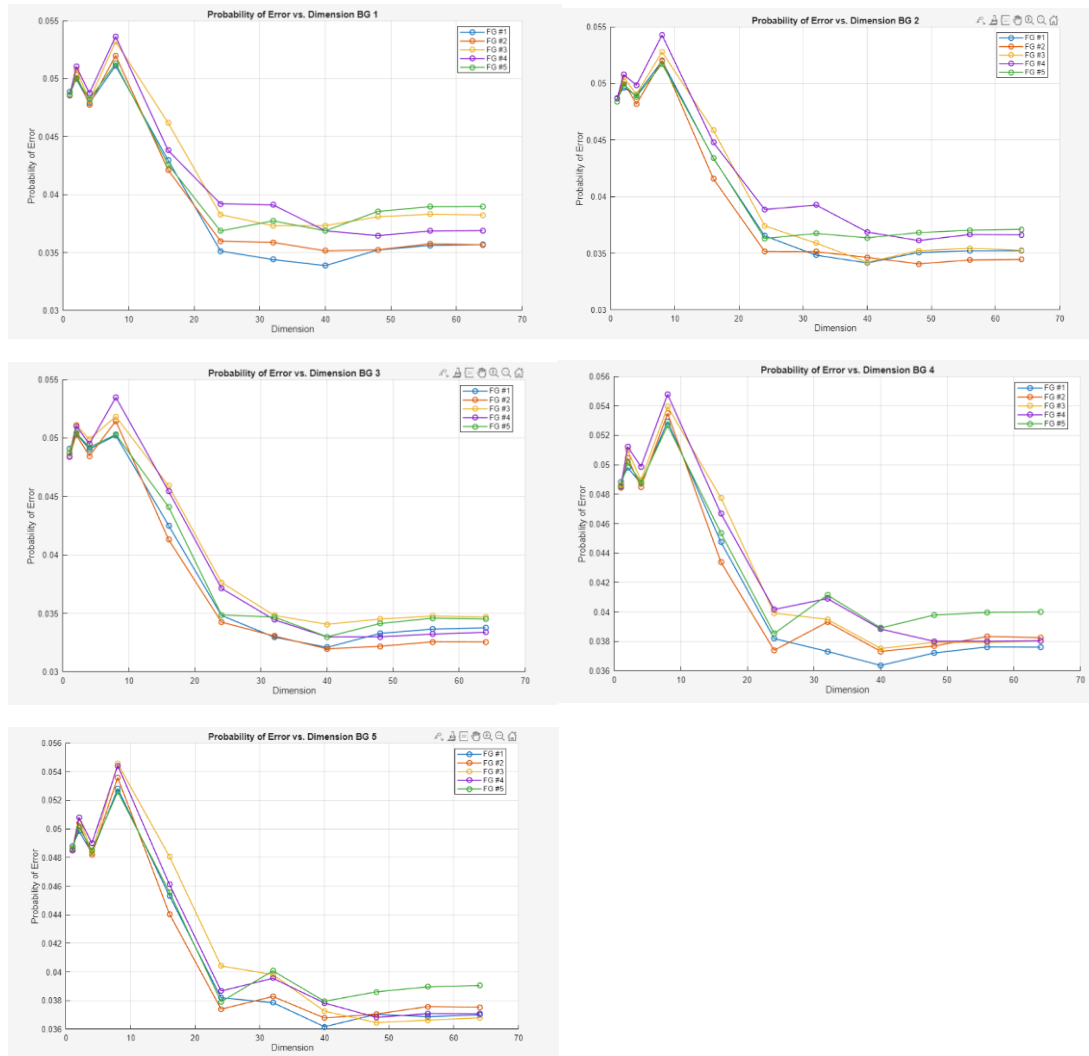 Probability of Error vs. Dimension BG 1
FG #1
FG #2
FG #3
FG #4
FG #5
Probability of Error
0.055
0.05
0.045
0.04
0.035
0.03
0 10 20 30 40 50 60 70
Dimension
Probability of Error vs. Dimension BG 2
FG #1
FG #2
FG #3
FG #4
FG #5
Probability of Error
0.055
0.05
0.045
0.04
0.035
0.03
0 10 20 30 40 50 60 70
Dimension
Probability of Error vs. Dimension BG 3
FG #1
FG #2
FG #3
FG #4
FG #5
Probability of Error
0.055
0.05
0.045
0.04
0.035
0.03
0 10 20 30 40 50 60 70
Dimension
Probability of Error vs. Dimension BG 4
FG #1
FG #2
FG #3
FG #4
FG #5
Probability of Error
0.056
0.054
0.052
0.05
0.048
0.046
0.044
0.042
0.04
0.038
0.036
0 10 20 30 40 50 60 70
Dimension
Probability of Error vs. Dimension BG 5
FG #1
FG #2
FG #3
FG #4
FG #5
Probability of Error
0.056
0.054
0.052
0.05
0.048
0.046
0.044
0.042
0.04
0.038
0.036
0 10 20 30 40 50 60 70
Dimension